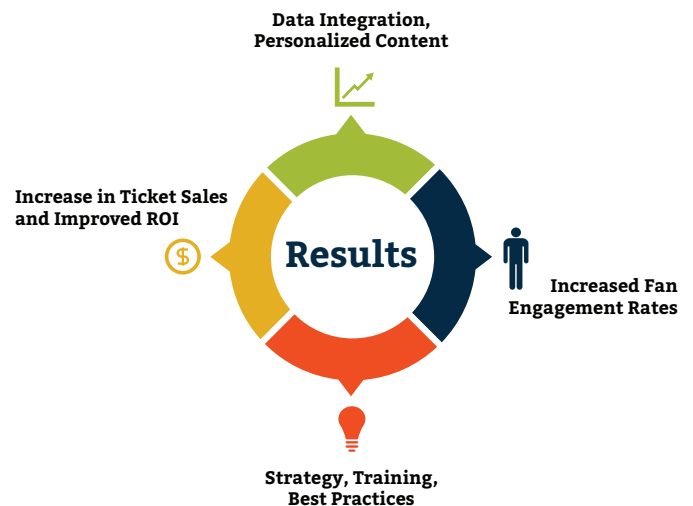 Data Integration,
Personalized Content
Increase in Ticket Sales
and Improved ROI
$
Results
Increased Fan
Engagement Rates
Strategy, Training,
Best Practices